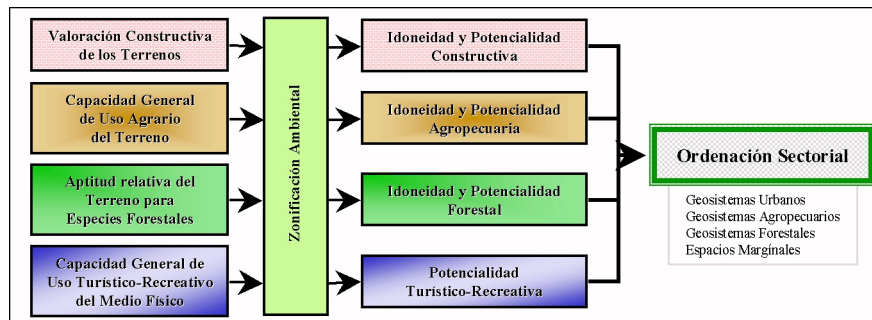 Valoración Constructiva
de los Terrenos
Capacidad General
de Uso Agrario
del Terreno
Aptitud relativa del
Terreno para
Especies Forestales
Capacidad General de
Uso Turístico-Recreativo
del Medio Físico
Zonificación Ambiental
Idoneidad y Potencialidad
Constructiva
Idoneidad y Potencialidad
Agropecuaria
Idoneidad y Potencialidad
Forestal
Potencialidad
Turístico-Recreativa
Ordenación Sectorial
Geosistemas Urbanos
Geosistemas Agropecuarios
Geosistemas Forestales
Espacios Margínales